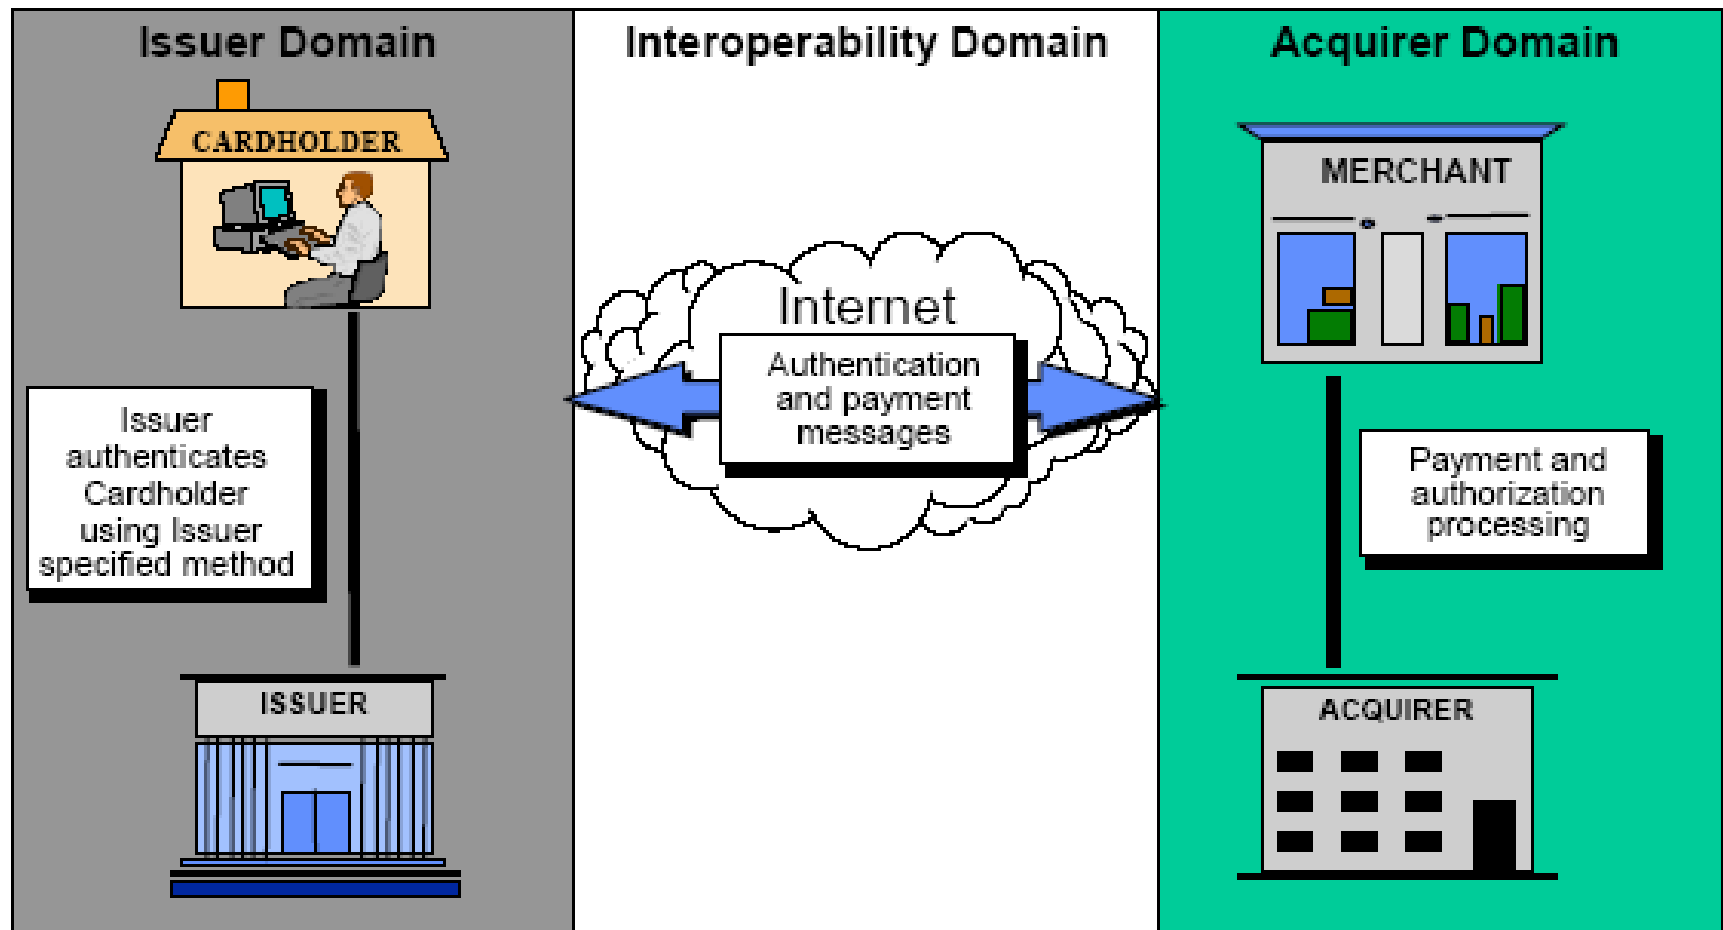 Issuer Domain
Interoperability Domain
Acquirer Domain
CARDHOLDER
MERCHANT
Internet
Authentication
and payment
messages
Issuer
authenticates
Cardholder
using Issuer
specified method
Payment and
authorization
processing
ISSUER
ACQUIRER